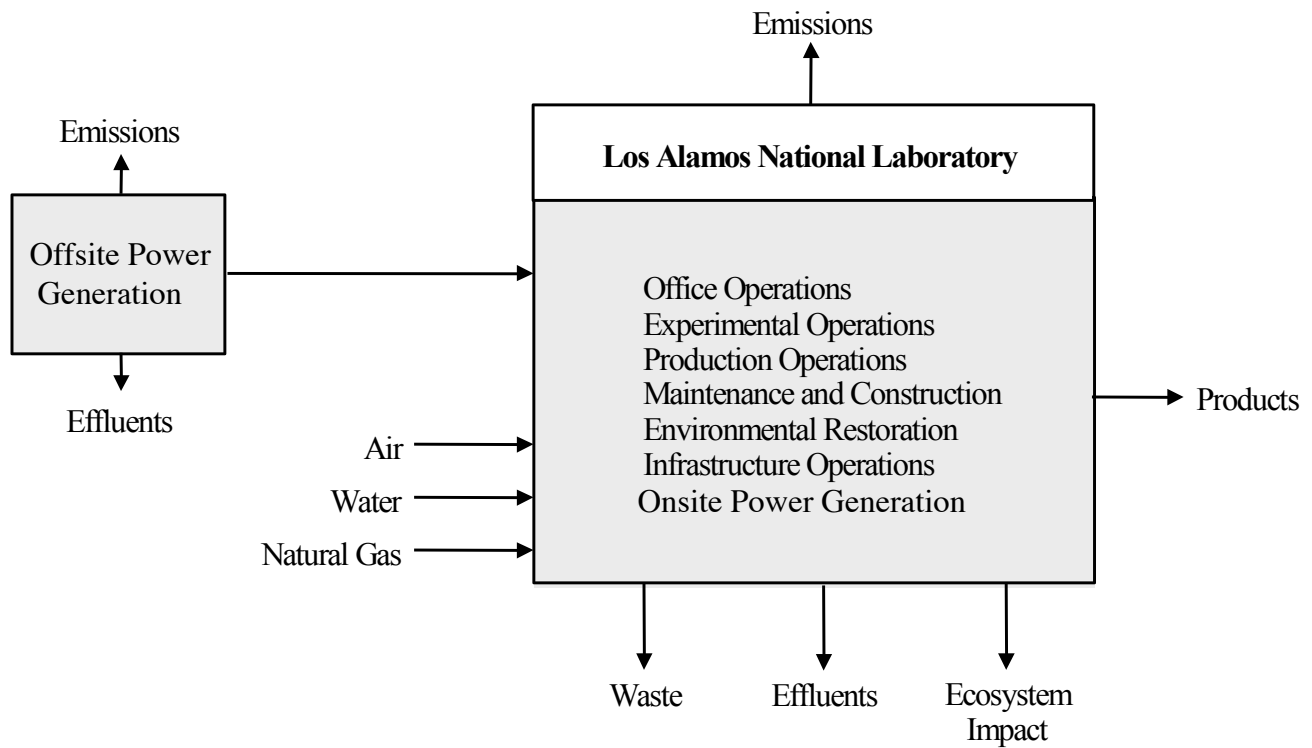 Emissions
Emissions
Los Alamos National Laboratory
Offsite Power
Generation
Office Operations
Experimental Operations
Production Operations
Maintenance and Construction
Environmental Restoration
Infrastructure Operations
Onsite Power Generation
Products
Effluents
Air
Water
Natural Gas
Waste
Effluents
Ecosystem
Impact